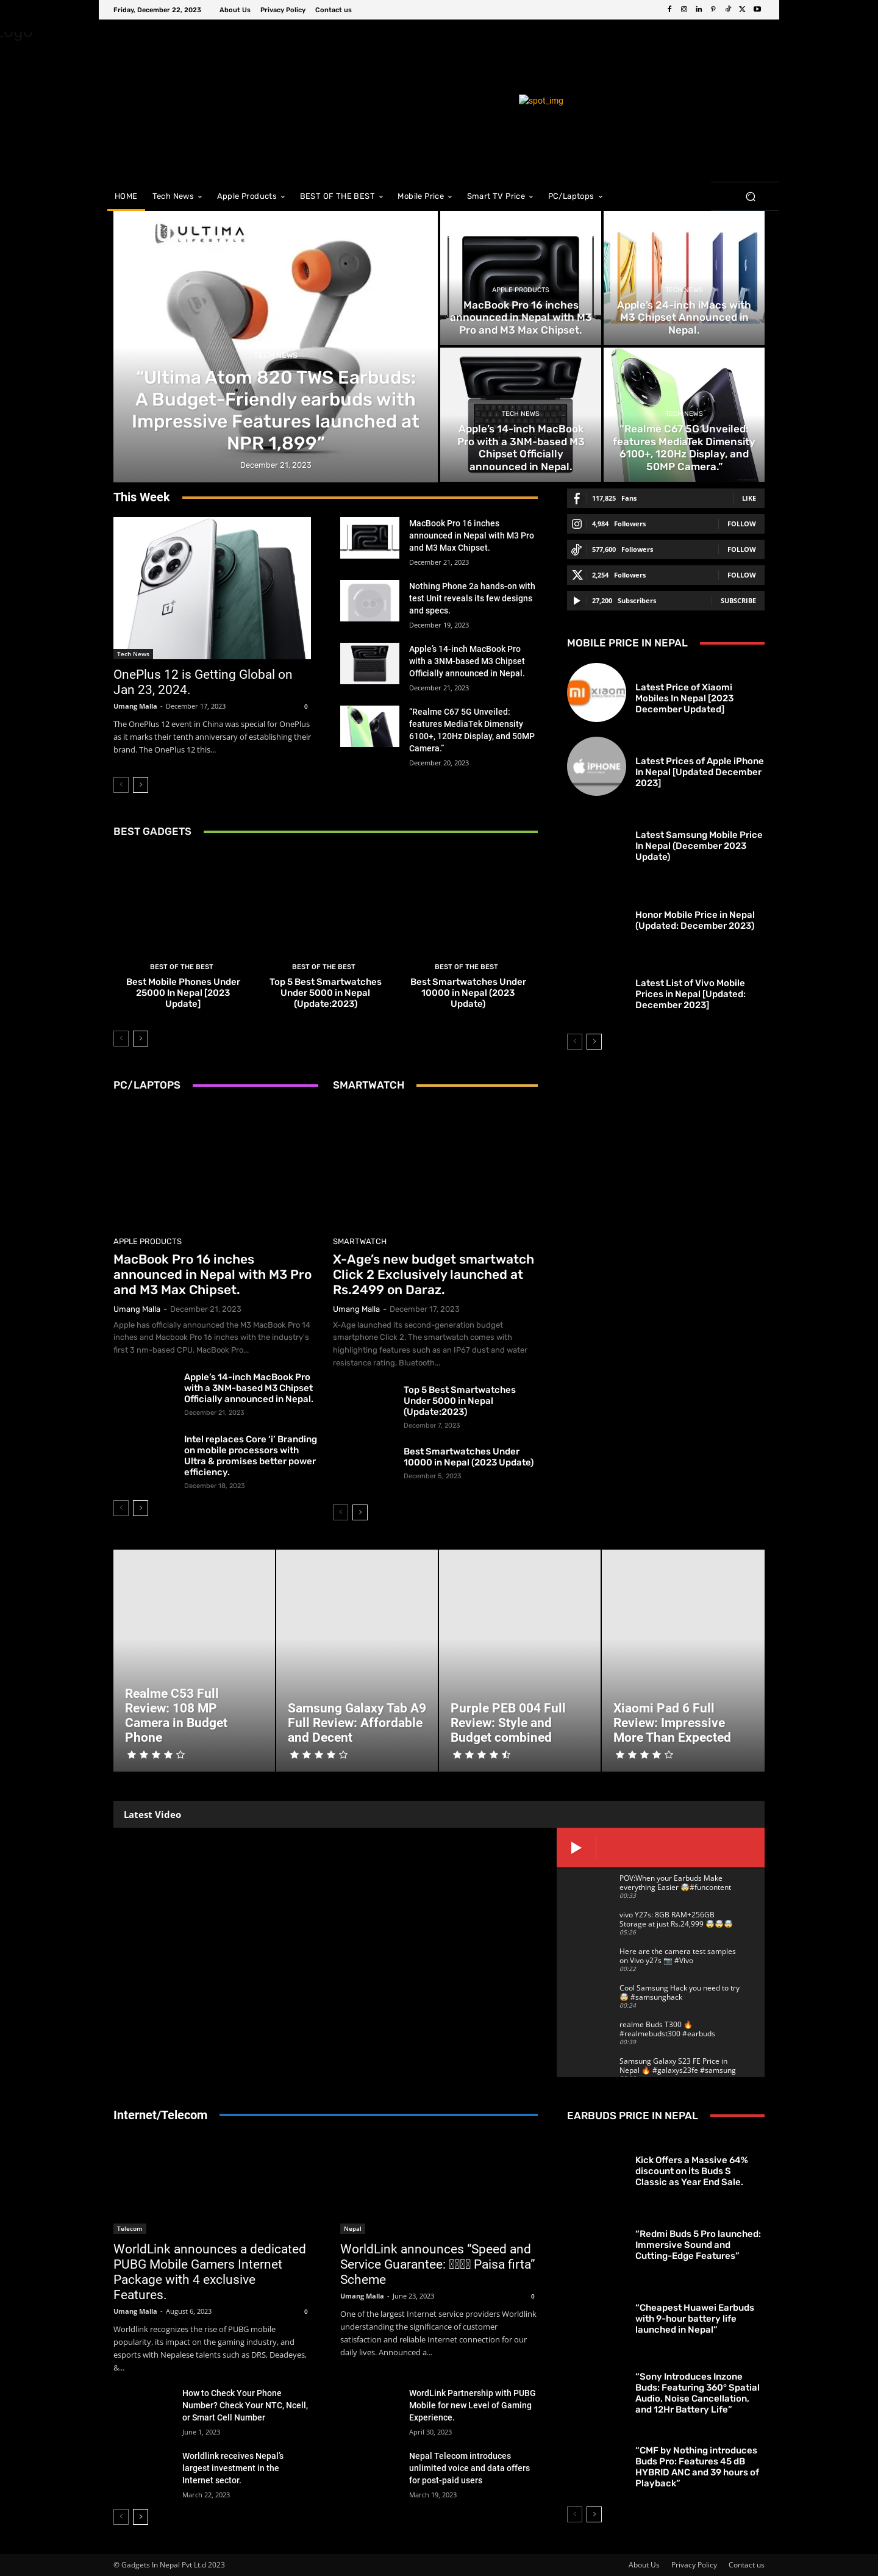 Friday, December 22, 2023
About Us
Privacy Policy
Contact us
Logo
spot_img
HOME
Tech News
Apple Products
BEST OF THE BEST
Mobile Price
Smart TV Price
PC/Laptops
ULTIMA
LIFESTYLE
TECH NEWS
“Ultima Atom 820 TWS Earbuds:
A Budget-Friendly earbuds with
Impressive Features launched at
NPR 1,899”
December 21, 2023
APPLE PRODUCTS
MacBook Pro 16 inches
announced in Nepal with M3
Pro and M3 Max Chipset.
TECH NEWS
Apple’s 24-inch iMacs with
M3 Chipset Announced in
Nepal.
TECH NEWS
Apple’s 14-inch MacBook
Pro with a 3NM-based M3
Chipset Officially
announced in Nepal.
TECH NEWS
“Realme C67 5G Unveiled:
features MediaTek Dimensity
6100+, 120Hz Display, and
50MP Camera.”
This Week
Tech News
OnePlus 12 is Getting Global on
Jan 23, 2024.
Umang Malla - December 17, 2023
0
The OnePlus 12 event in China was special for OnePlus
as it marks their tenth anniversary of establishing their
brand. The OnePlus 12 this...
MacBook Pro 16 inches
announced in Nepal with M3 Pro
and M3 Max Chipset.
December 21, 2023
Nothing Phone 2a hands-on with
test Unit reveals its few designs
and specs.
December 19, 2023
Apple’s 14-inch MacBook Pro
with a 3NM-based M3 Chipset
Officially announced in Nepal.
December 21, 2023
“Realme C67 5G Unveiled:
features MediaTek Dimensity
6100+, 120Hz Display, and 50MP
Camera.”
December 20, 2023
117,825 Fans
LIKE
4,984 Followers
FOLLOW
577,600 Followers
FOLLOW
2,254 Followers
FOLLOW
27,200 Subscribers
SUBSCRIBE
MOBILE PRICE IN NEPAL
Latest Price of Xiaomi
Mobiles In Nepal [2023
December Updated]
iPHONE
Latest Prices of Apple iPhone
In Nepal [Updated December
2023]
Latest Samsung Mobile Price
In Nepal (December 2023
Update)
Honor Mobile Price in Nepal
(Updated: December 2023)
Latest List of Vivo Mobile
Prices in Nepal [Updated:
December 2023]
BEST GADGETS
BEST OF THE BEST
Best Mobile Phones Under
25000 In Nepal [2023
Update]
BEST OF THE BEST
Top 5 Best Smartwatches
Under 5000 in Nepal
(Update:2023)
BEST OF THE BEST
Best Smartwatches Under
10000 in Nepal (2023
Update)
PC/LAPTOPS
APPLE PRODUCTS
MacBook Pro 16 inches
announced in Nepal with M3 Pro
and M3 Max Chipset.
Umang Malla - December 21, 2023
Apple has officially announced the M3 MacBook Pro 14
inches and Macbook Pro 16 inches with the industry's
first 3 nm-based CPU. MacBook Pro...
Apple’s 14-inch MacBook Pro
with a 3NM-based M3 Chipset
Officially announced in Nepal.
December 21, 2023
Intel replaces Core ‘i’ Branding
on mobile processors with
Ultra & promises better power
efficiency.
December 18, 2023
SMARTWATCH
SMARTWATCH
X-Age’s new budget smartwatch
Click 2 Exclusively launched at
Rs.2499 on Daraz.
Umang Malla - December 17, 2023
X-Age launched its second-generation budget
smartphone Click 2. The smartwatch comes with
highlighting features such as an IP67 dust and water
resistance rating, Bluetooth...
Top 5 Best Smartwatches
Under 5000 in Nepal
(Update:2023)
December 7, 2023
Best Smartwatches Under
10000 in Nepal (2023 Update)
December 5, 2023
Realme C53 Full
Review: 108 MP
Camera in Budget
Phone
Samsung Galaxy Tab A9
Full Review: Affordable
and Decent
Purple PEB 004 Full
Review: Style and
Budget combined
Xiaomi Pad 6 Full
Review: Impressive
More Than Expected
Latest Video
POV:When your Earbuds Make
everything Easier 🤯#funcontent
00:33
vivo Y27s: 8GB RAM+256GB
Storage at just Rs.24,999 🤯🤯🤯
05:26
Here are the camera test samples
on Vivo y27s 📷 #Vivo
00:22
Cool Samsung Hack you need to try
🤯 #samsunghack
00:24
realme Buds T300 🔥
#realmebudst300 #earbuds
00:39
Samsung Galaxy S23 FE Price in
Nepal 🔥 #galaxys23fe #samsung
Internet/Telecom
Telecom
WorldLink announces a dedicated
PUBG Mobile Gamers Internet
Package with 4 exclusive
Features.
Umang Malla - August 6, 2023
0
Worldlink recognizes the rise of PUBG mobile
popularity, its impact on the gaming industry, and
esports with Nepalese talents such as DRS, Deadeyes,
&...
Nepal
WorldLink announces “Speed and
Service Guarantee: Paisa firta”
Scheme
Umang Malla - June 23, 2023
0
One of the largest Internet service providers Worldlink
understanding the significance of customer
satisfaction and reliable Internet connection for our
daily lives. Announced a...
How to Check Your Phone
Number? Check Your NTC, Ncell,
or Smart Cell Number
June 1, 2023
WordLink Partnership with PUBG
Mobile for new Level of Gaming
Experience.
April 30, 2023
Worldlink receives Nepal’s
largest investment in the
Internet sector.
March 22, 2023
Nepal Telecom introduces
unlimited voice and data offers
for post-paid users
March 19, 2023
EARBUDS PRICE IN NEPAL
Kick Offers a Massive 64%
discount on its Buds S
Classic as Year End Sale.
“Redmi Buds 5 Pro launched:
Immersive Sound and
Cutting-Edge Features”
“Cheapest Huawei Earbuds
with 9-hour battery life
launched in Nepal”
“Sony Introduces Inzone
Buds: Featuring 360° Spatial
Audio, Noise Cancellation,
and 12Hr Battery Life”
“CMF by Nothing introduces
Buds Pro: Features 45 dB
HYBRID ANC and 39 hours of
Playback”
© Gadgets In Nepal Pvt Lt.d 2023
About Us
Privacy Policy
Contact us